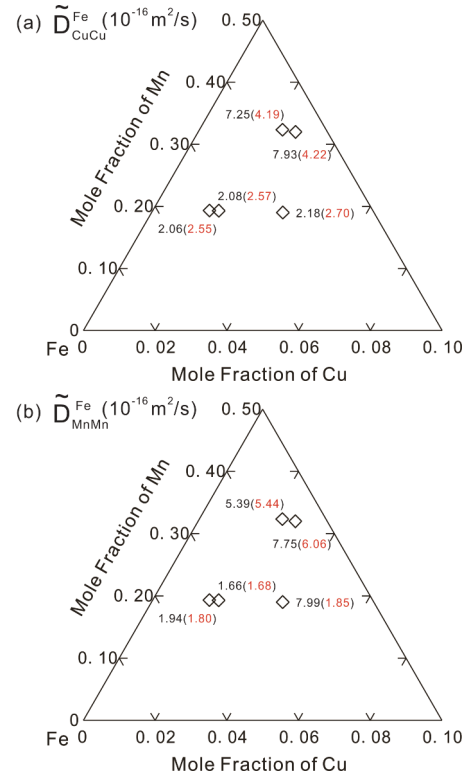 (a) D̃ Fe CuCu (10⁻¹⁶ m²/s)
0.50
0.40
Mole Fraction of Mn
7.25(4.19)
0.30
7.93(4.22)
2.08(2.57)
0.20
2.18(2.70)
2.06(2.55)
0.10
0
Fe
0 0.02 0.04 0.06 0.08 0.10
Mole Fraction of Cu
(b) D̃ Fe MnMn (10⁻¹⁶ m²/s)
0.50
0.40
Mole Fraction of Mn
5.39(5.44)
0.30
7.75(6.06)
1.66(1.68)
0.20
7.99(1.85)
1.94(1.80)
0.10
0
Fe
0 0.02 0.04 0.06 0.08 0.10
Mole Fraction of Cu